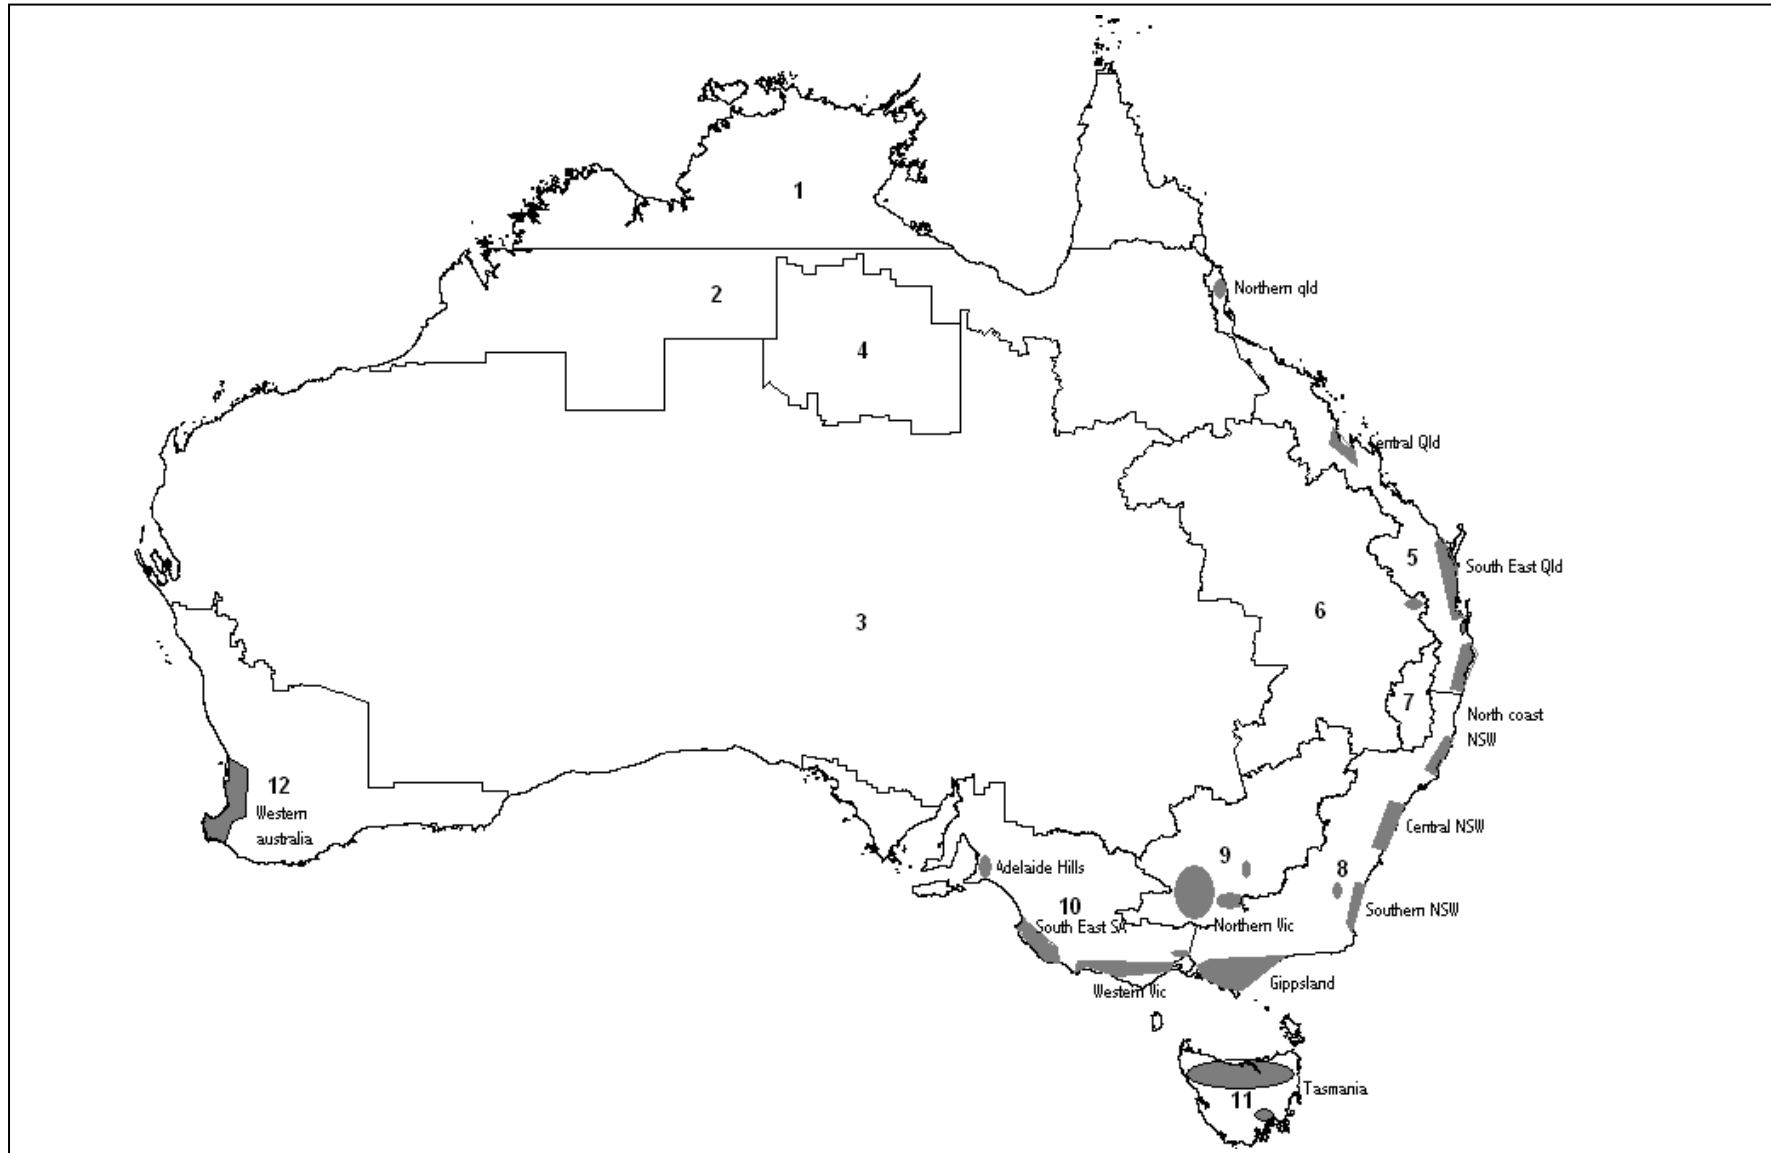 1
2
Northern qld
4
Central Qld
5
South East Qld
6
3
7
North coast
NSW
12
Western
australia
Central NSW
9
Adelaide Hills
8
10
Southern NSW
South East SA
Northern Vic
Gippsland
Western Vic
Tasmania
11